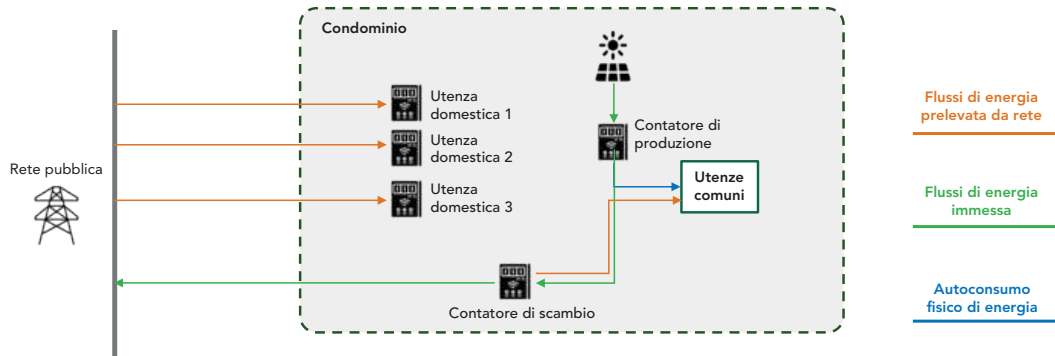 Condominio
Utenza
domestica 1
Utenza
domestica 2
Utenza
domestica 3
Contatore di
produzione
Utenze
comuni
Contatore di scambio
Rete pubblica
Flussi di energia
prelevata da rete
Flussi di energia
immessa
Autoconsumo
fisico di energia